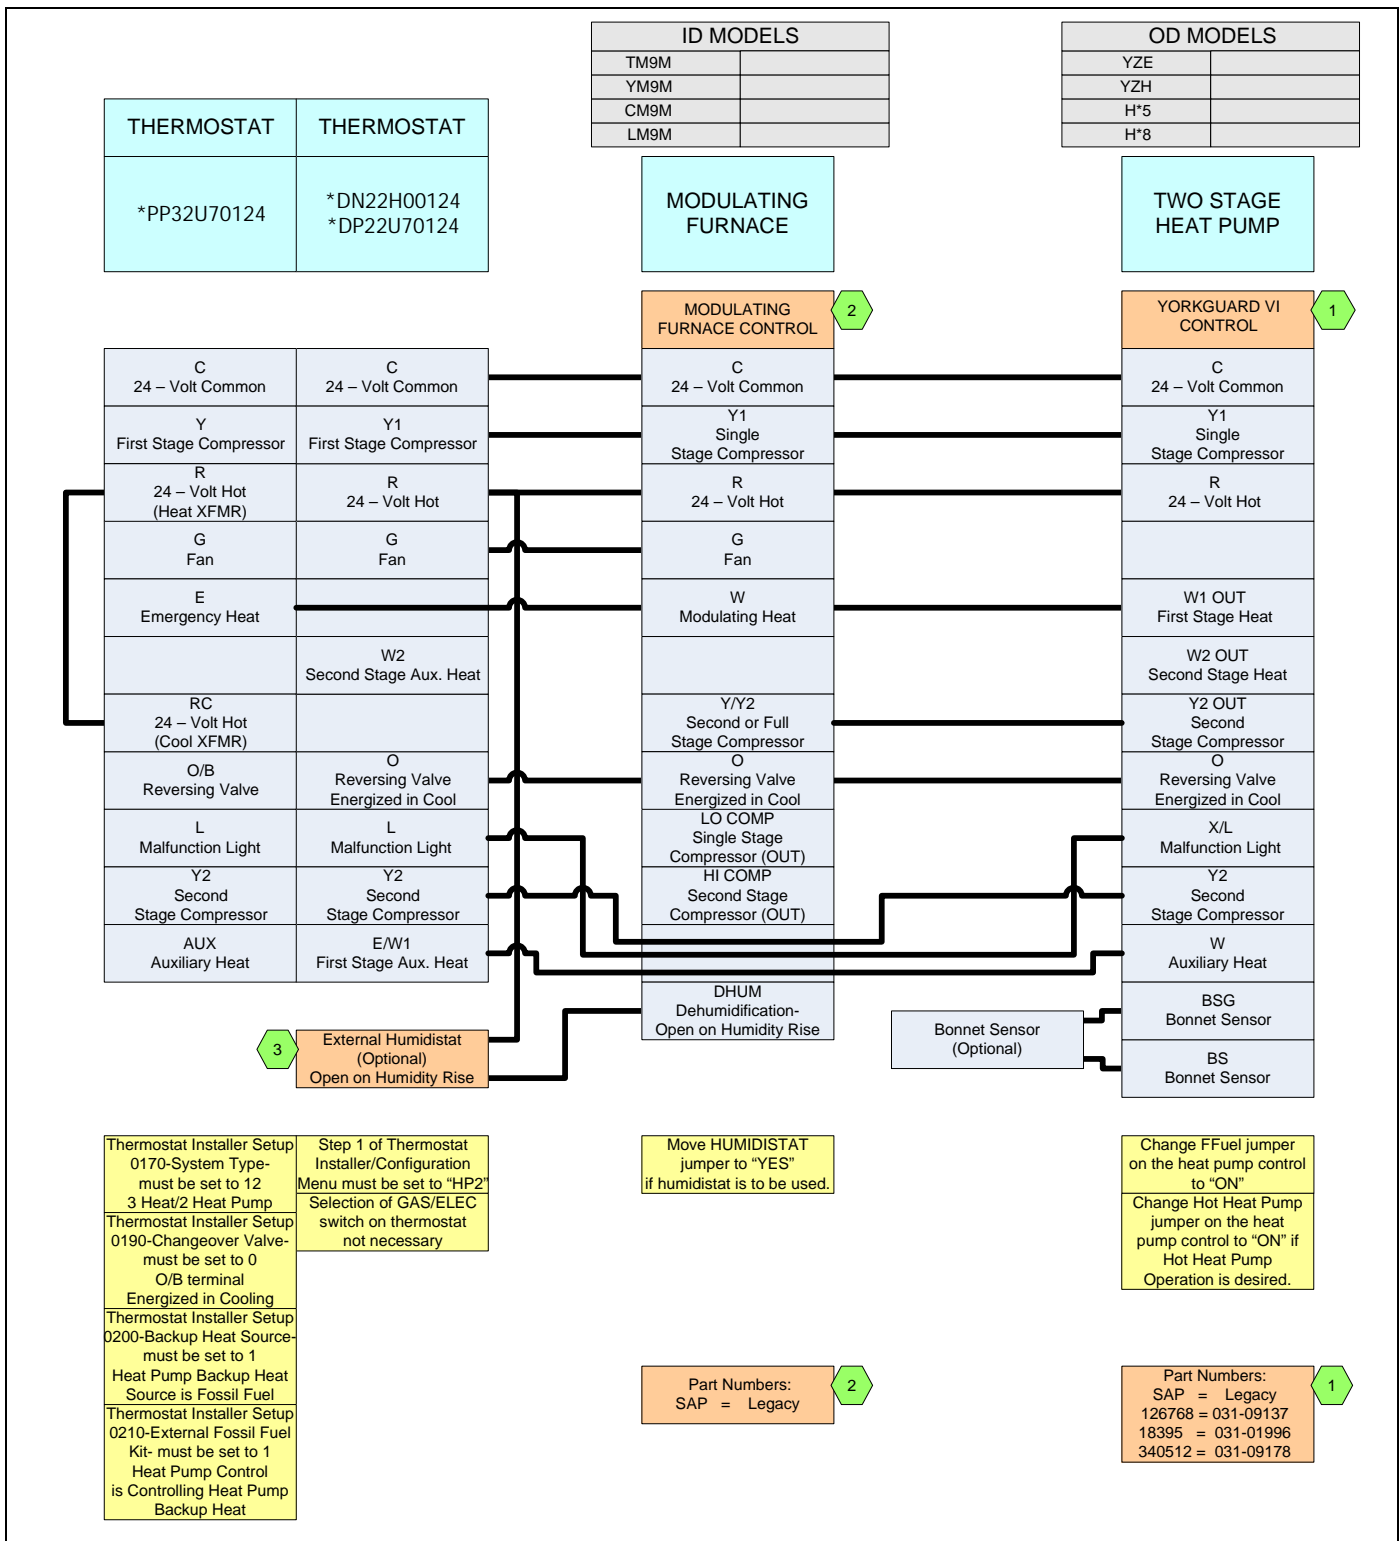 ID MODELS
TM9M
YM9M
CM9M
LM9M
OD MODELS
YZE
YZH
H*5
H*8
THERMOSTAT
THERMOSTAT
*PP32U70124
*DN22H00124
*DP22U70124
MODULATING
FURNACE
TWO STAGE
HEAT PUMP
MODULATING
FURNACE CONTROL
2
YORKGUARD VI
CONTROL
1
C
24 – Volt Common
C
24 – Volt Common
C
24 – Volt Common
C
24 – Volt Common
Y
First Stage Compressor
Y1
First Stage Compressor
Y1
Single
Stage Compressor
Y1
Single
Stage Compressor
R
24 – Volt Hot
(Heat XFMR)
R
24 – Volt Hot
R
24 – Volt Hot
R
24 – Volt Hot
G
Fan
G
Fan
G
Fan
E
Emergency Heat
W
Modulating Heat
W1 OUT
First Stage Heat
W2
Second Stage Aux. Heat
W2 OUT
Second Stage Heat
RC
24 – Volt Hot
(Cool XFMR)
Y/Y2
Second or Full
Stage Compressor
Y2 OUT
Second
Stage Compressor
O/B
Reversing Valve
O
Reversing Valve
Energized in Cool
O
Reversing Valve
Energized in Cool
O
Reversing Valve
Energized in Cool
L
Malfunction Light
L
Malfunction Light
LO COMP
Single Stage
Compressor (OUT)
X/L
Malfunction Light
Y2
Second
Stage Compressor
Y2
Second
Stage Compressor
HI COMP
Second Stage
Compressor (OUT)
Y2
Second
Stage Compressor
AUX
Auxiliary Heat
E/W1
First Stage Aux. Heat
W
Auxiliary Heat
DHUM
Dehumidification-
Open on Humidity Rise
BSG
Bonnet Sensor
3
External Humidistat
(Optional)
Open on Humidity Rise
Bonnet Sensor
(Optional)
BS
Bonnet Sensor
Thermostat Installer Setup
0170-System Type-
must be set to 12
3 Heat/2 Heat Pump
Thermostat Installer Setup
0190-Changeover Valve-
must be set to 0
O/B terminal
Energized in Cooling
Thermostat Installer Setup
0200-Backup Heat Source-
must be set to 1
Heat Pump Backup Heat
Source is Fossil Fuel
Thermostat Installer Setup
0210-External Fossil Fuel
Kit- must be set to 1
Heat Pump Control
is Controlling Heat Pump
Backup Heat
Step 1 of Thermostat
Installer/Configuration
Menu must be set to “HP2”
Selection of GAS/ELEC
switch on thermostat
not necessary
Move HUMIDISTAT
jumper to “YES”
if humidistat is to be used.
Change FFuel jumper
on the heat pump control
to “ON”
Change Hot Heat Pump
jumper on the heat
pump control to “ON” if
Hot Heat Pump
Operation is desired.
Part Numbers:
SAP = Legacy
2
Part Numbers:
SAP = Legacy
126768 = 031-09137
18395 = 031-01996
340512 = 031-09178
1